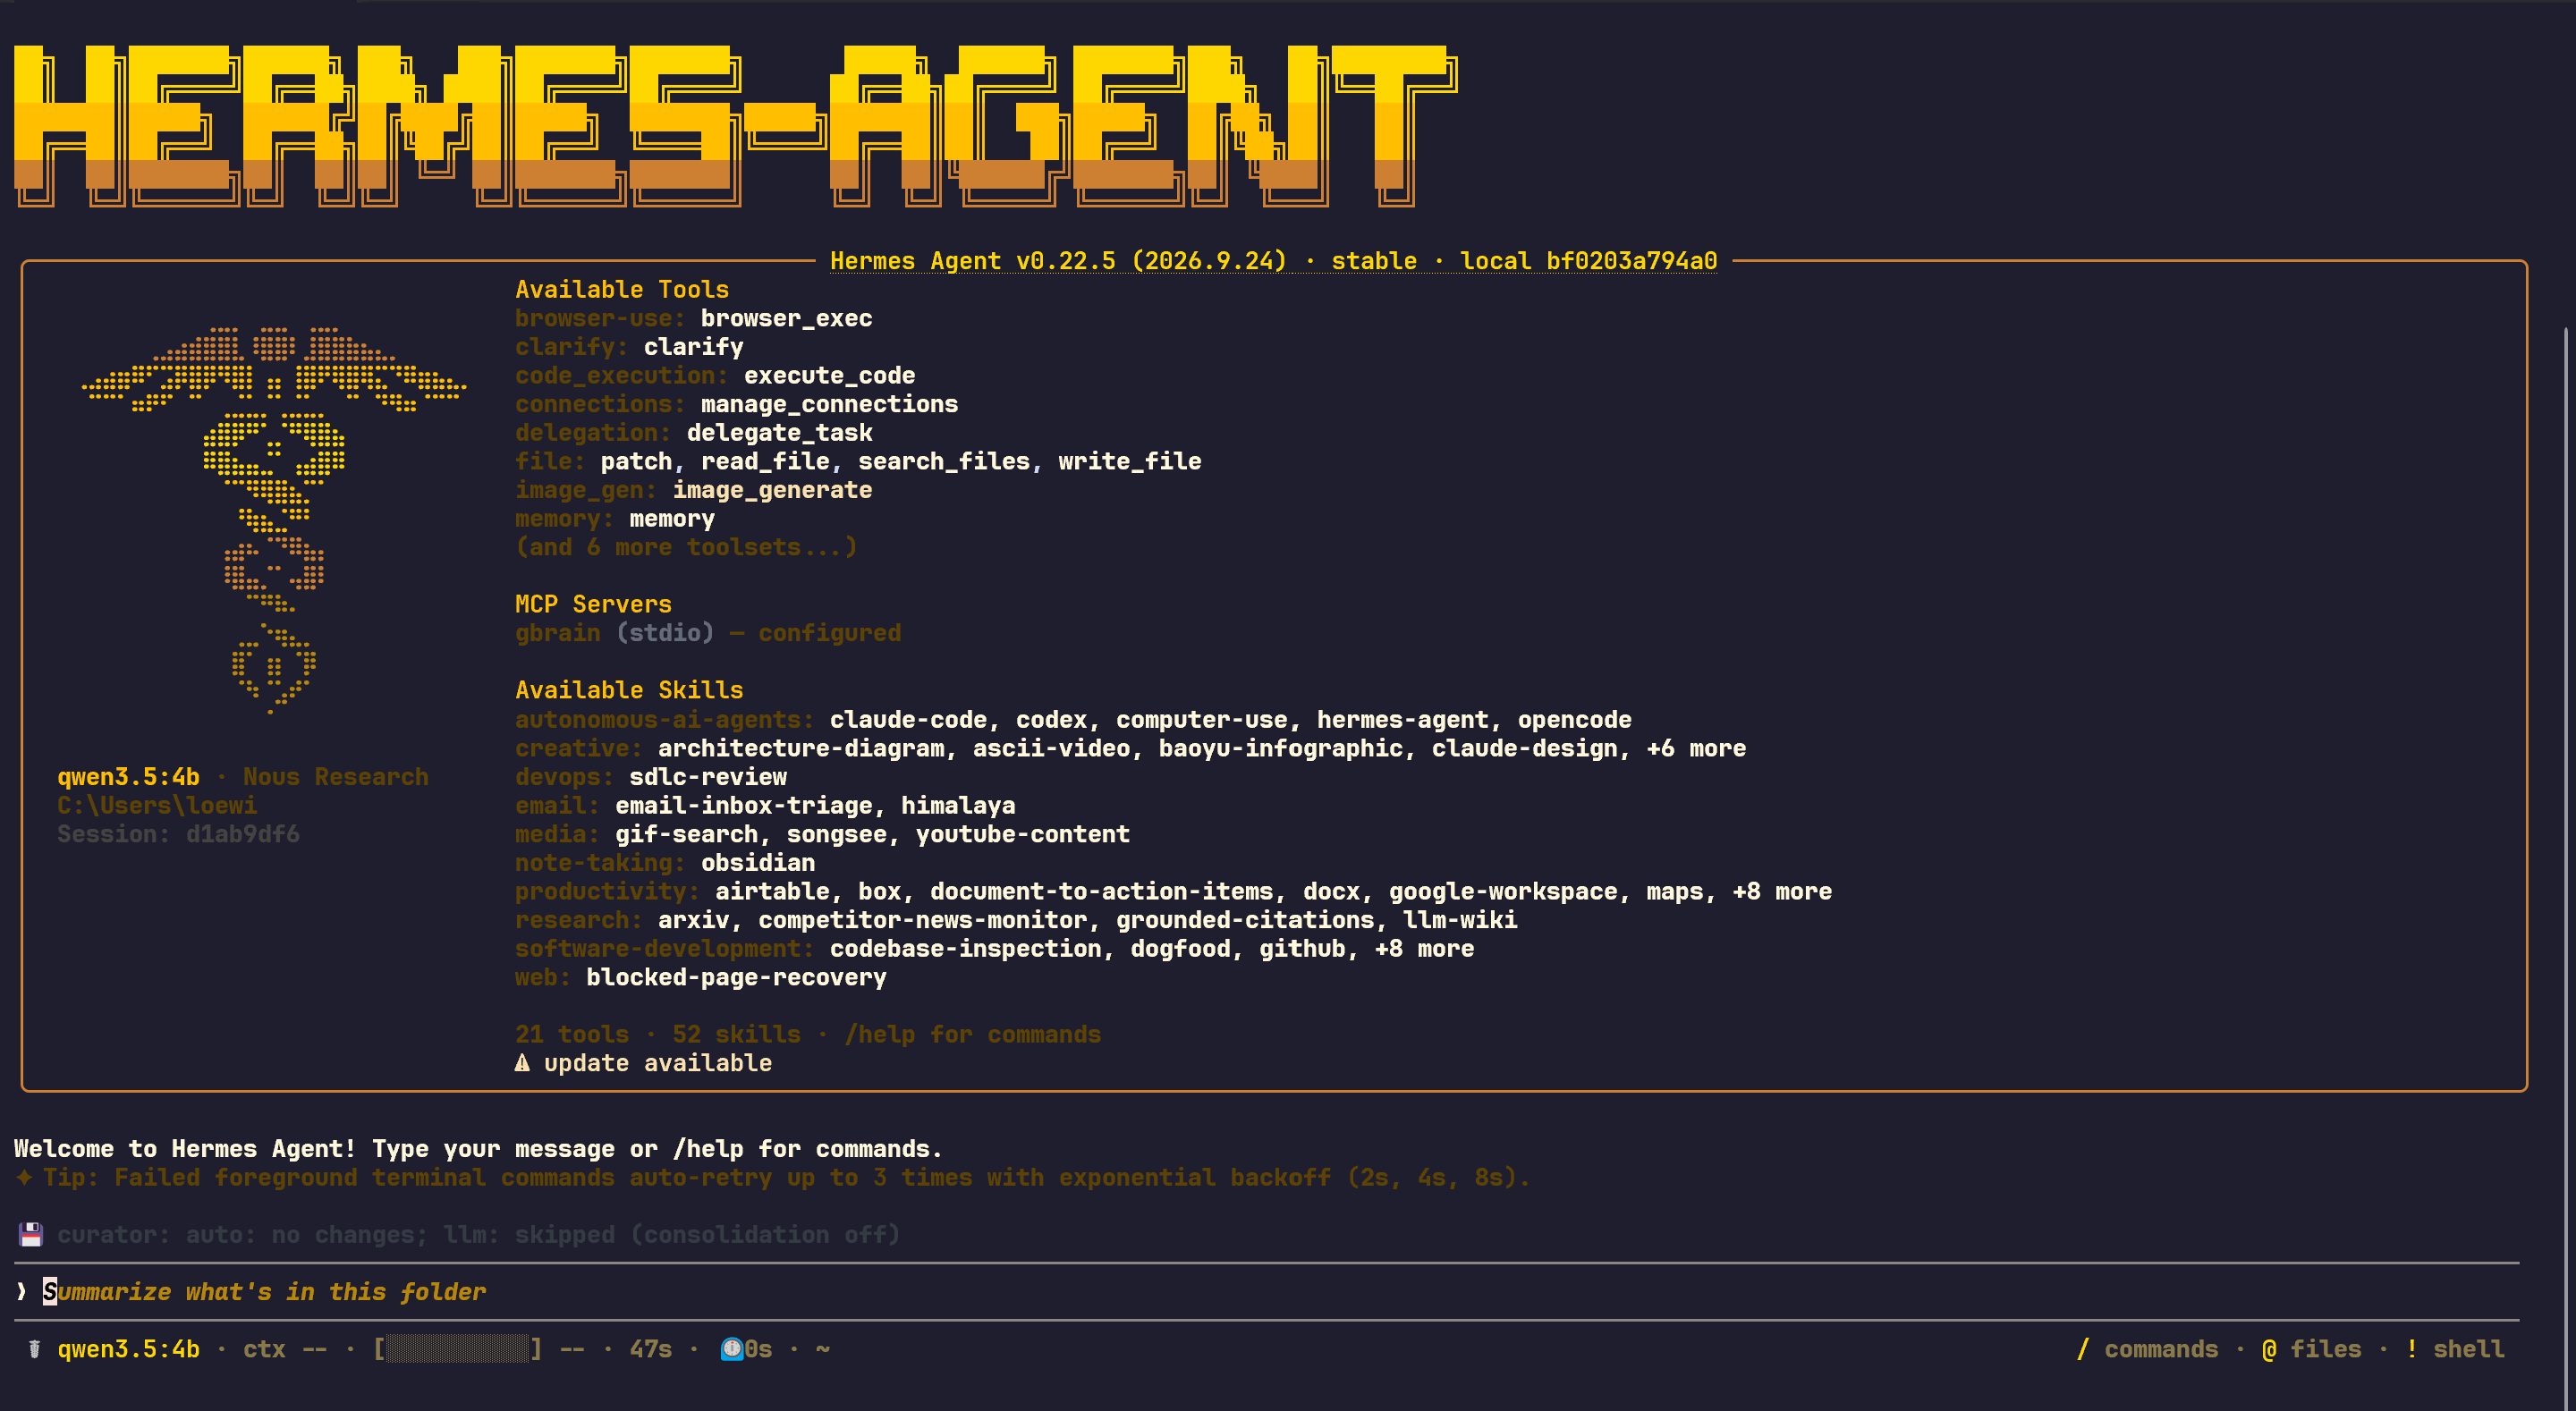 HERMES-AGENT
Hermes Agent v0.22.5 (2026.9.24) · stable · local bf0203a794a0
Available Tools
browser-use: browser_exec
clarify: clarify
code_execution: execute_code
connections: manage_connections
delegation: delegate_task
file: patch, read_file, search_files, write_file
image_gen: image_generate
memory: memory
(and 6 more toolsets...)
MCP Servers
gbrain (stdio) — configured
Available Skills
autonomous-ai-agents: claude-code, codex, computer-use, hermes-agent, opencode
creative: architecture-diagram, ascii-video, baoyu-infographic, claude-design, +6 more
devops: sdlc-review
email: email-inbox-triage, himalaya
media: gif-search, songsee, youtube-content
note-taking: obsidian
productivity: airtable, box, document-to-action-items, docx, google-workspace, maps, +8 more
research: arxiv, competitor-news-monitor, grounded-citations, llm-wiki
software-development: codebase-inspection, dogfood, github, +8 more
web: blocked-page-recovery
21 tools · 52 skills · /help for commands
⚠ update available
qwen3.5:4b · Nous Research
C:\Users\loewi
Session: d1ab9df6
Welcome to Hermes Agent! Type your message or /help for commands.
✦ Tip: Failed foreground terminal commands auto-retry up to 3 times with exponential backoff (2s, 4s, 8s).
💾 curator: auto: no changes; llm: skipped (consolidation off)
❯ Summarize what's in this folder
qwen3.5:4b · ctx -- · [░░░░░░░░░░] -- · 47s · ⏲0s · ~
/ commands · @ files · ! shell